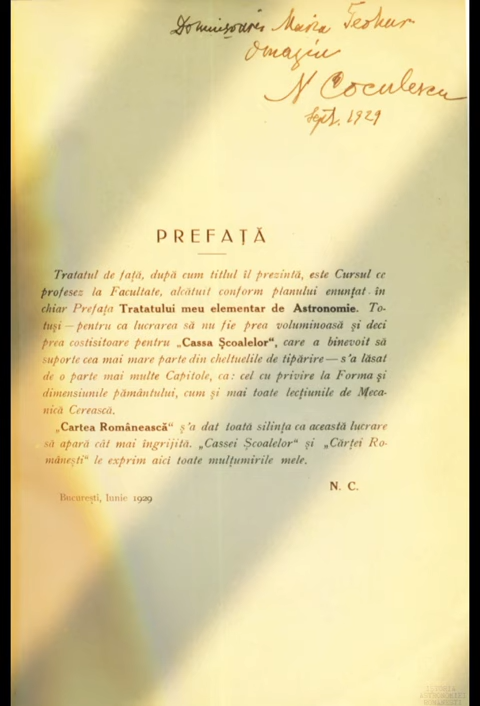 Domnișoarei Maria Teohar
Omagiu
N Coculescu
Sept. 1929
PREFAȚĂ
Tratatul de față, după cum titlul îl prezintă, este Cursul ce
profesez la Facultate, alcătuit conform planului enunțat în
chiar Prefața Tratatului meu elementar de Astronomie. To-
tuși — pentru ca lucrarea să nu fie prea voluminoasă și deci
prea costisitoare pentru „Cassa Școalelor“, care a binevoit să
suporte cea mai mare parte din cheltuelile de tipărire — s'a lăsat
de o parte mai multe Capitole, ca: cel cu privire la Forma și
dimensiunile pământului, cum și mai toate lecțiunile de Meca-
nică Cerească.
„Cartea Românească“ ș'a dat toată silința ca această lucrare
să apară cât mai îngrijită. „Cassei Școalelor“ și „Cărței Ro-
mânești“ le exprim aici toate mulțumirile mele.
N. C.
București, Iunie 1929
ISTORIA
ASTRONOMIEI
ROMANESTI